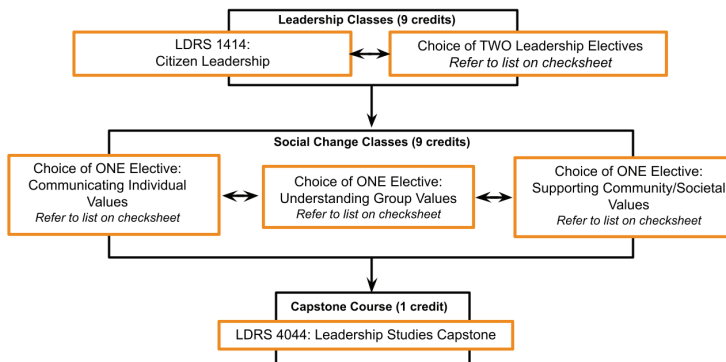 Leadership Classes (9 credits)
LDRS 1414:
Citizen Leadership
Choice of TWO Leadership Electives
Refer to list on checksheet
Social Change Classes (9 credits)
Choice of ONE Elective:
Communicating Individual
Values
Refer to list on checksheet
Choice of ONE Elective:
Understanding Group Values
Refer to list on checksheet
Choice of ONE Elective:
Supporting Community/Societal
Values
Refer to list on checksheet
Capstone Course (1 credit)
LDRS 4044: Leadership Studies Capstone